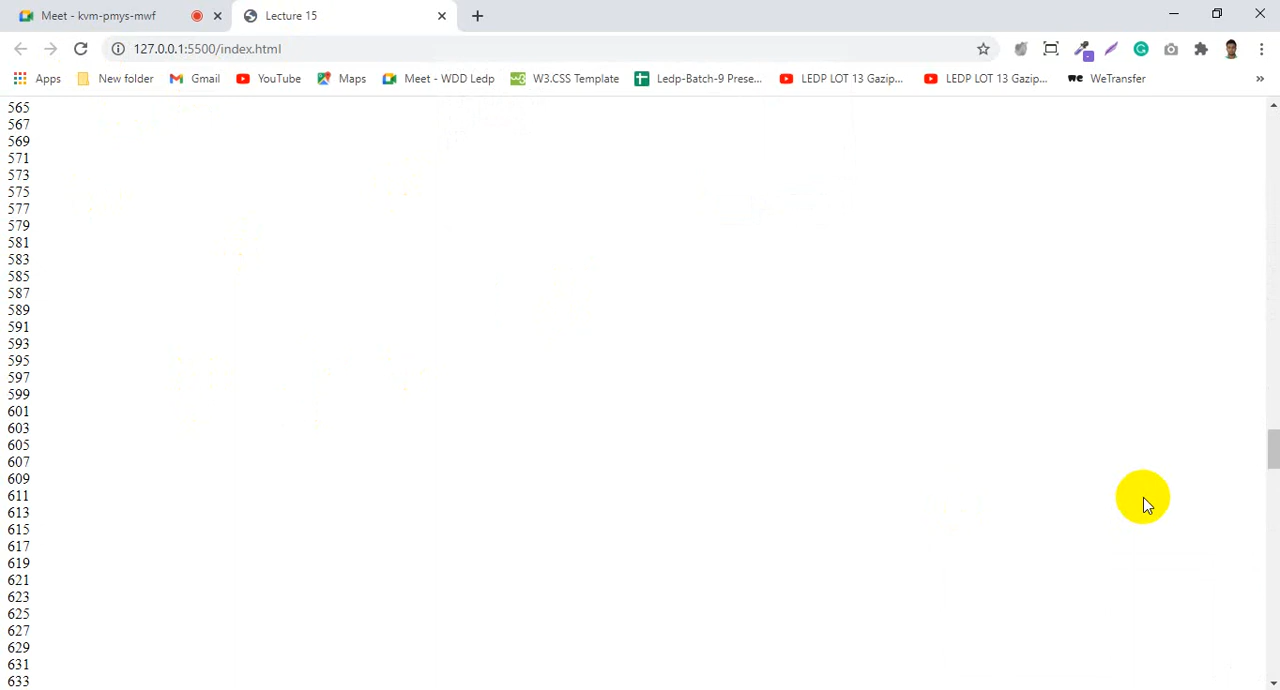 Meet - kvm-pmys-mwf
Lecture 15
127.0.0.1:5500/index.html
Apps
New folder
Gmail
YouTube
Maps
Meet - WDD Ledp
W3.CSS Template
Ledp-Batch-9 Prese...
LEDP LOT 13 Gazip...
LEDP LOT 13 Gazip...
WeTransfer
565
567
569
571
573
575
577
579
581
583
585
587
589
591
593
595
597
599
601
603
605
607
609
611
613
615
617
619
621
623
625
627
629
631
633